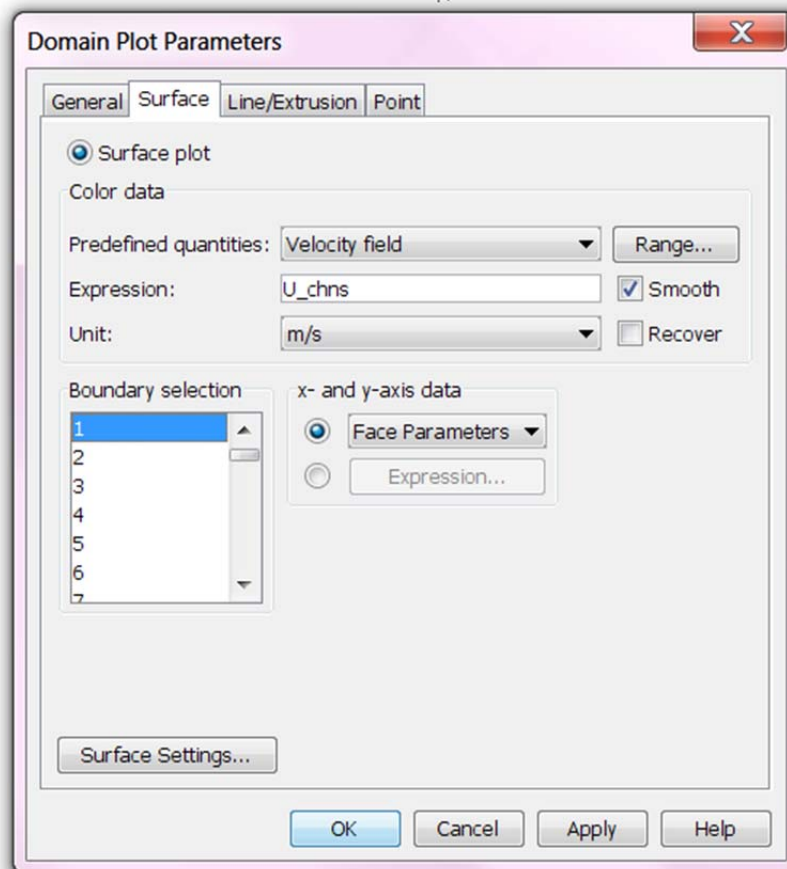 Domain Plot Parameters
X
General Surface Line/Extrusion Point
Surface plot
Color data
Predefined quantities: Velocity field Range...
Expression: U_chns Smooth
Unit: m/s Recover
Boundary selection x- and y-axis data
1 Face Parameters
2
3 Expression...
4
5
6
7
Surface Settings...
OK Cancel Apply Help